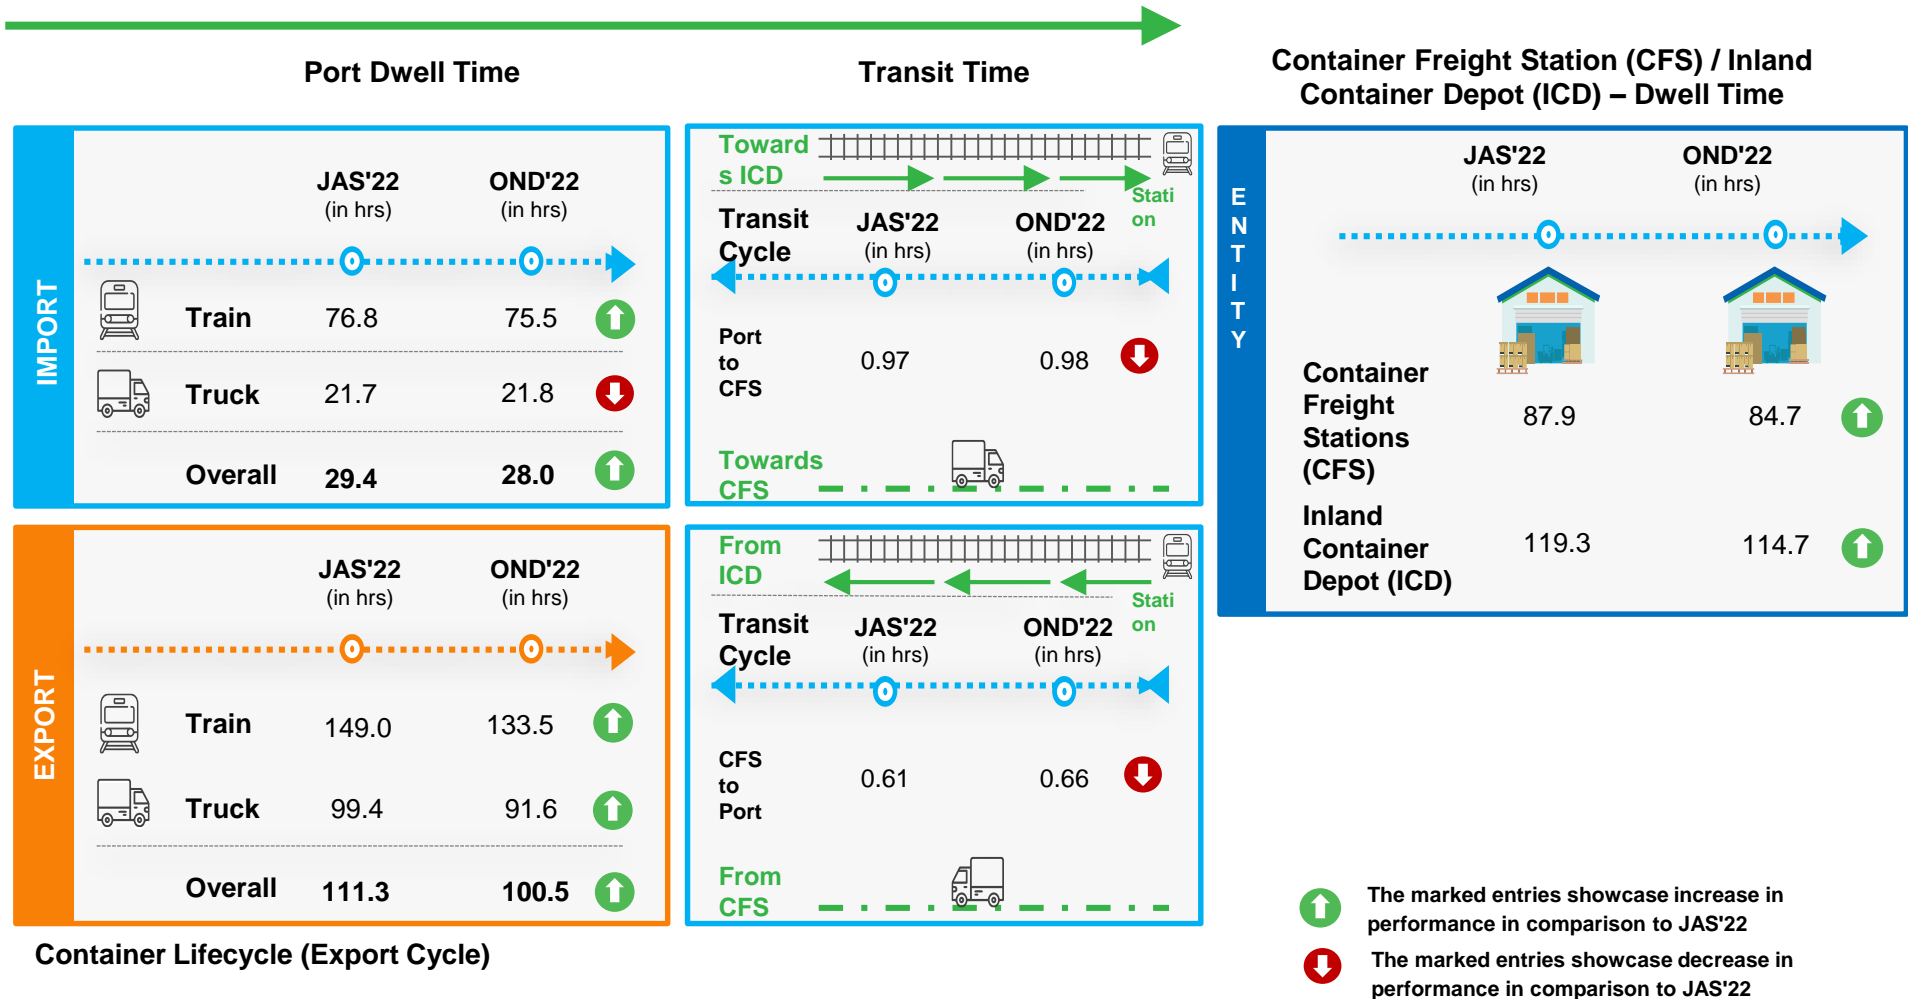 Port Dwell Time
Transit Time
Container Freight Station (CFS) / Inland
Container Depot (ICD) – Dwell Time
IMPORT
JAS'22
(in hrs)
OND'22
(in hrs)
Train 76.8 75.5
Truck 21.7 21.8
Overall 29.4 28.0
Toward
s ICD
Stati
on
Transit
Cycle
JAS'22
(in hrs)
OND'22
(in hrs)
Port
to
CFS
0.97 0.98
Towards
CFS
ENTITY
JAS'22
(in hrs)
OND'22
(in hrs)
Container
Freight
Stations
(CFS)
87.9 84.7
Inland
Container
Depot (ICD)
119.3 114.7
EXPORT
JAS'22
(in hrs)
OND'22
(in hrs)
Train 149.0 133.5
Truck 99.4 91.6
Overall 111.3 100.5
From
ICD
Stati
on
Transit
Cycle
JAS'22
(in hrs)
OND'22
(in hrs)
CFS
to
Port
0.61 0.66
From
CFS
Container Lifecycle (Export Cycle)
The marked entries showcase increase in
performance in comparison to JAS'22
The marked entries showcase decrease in
performance in comparison to JAS'22